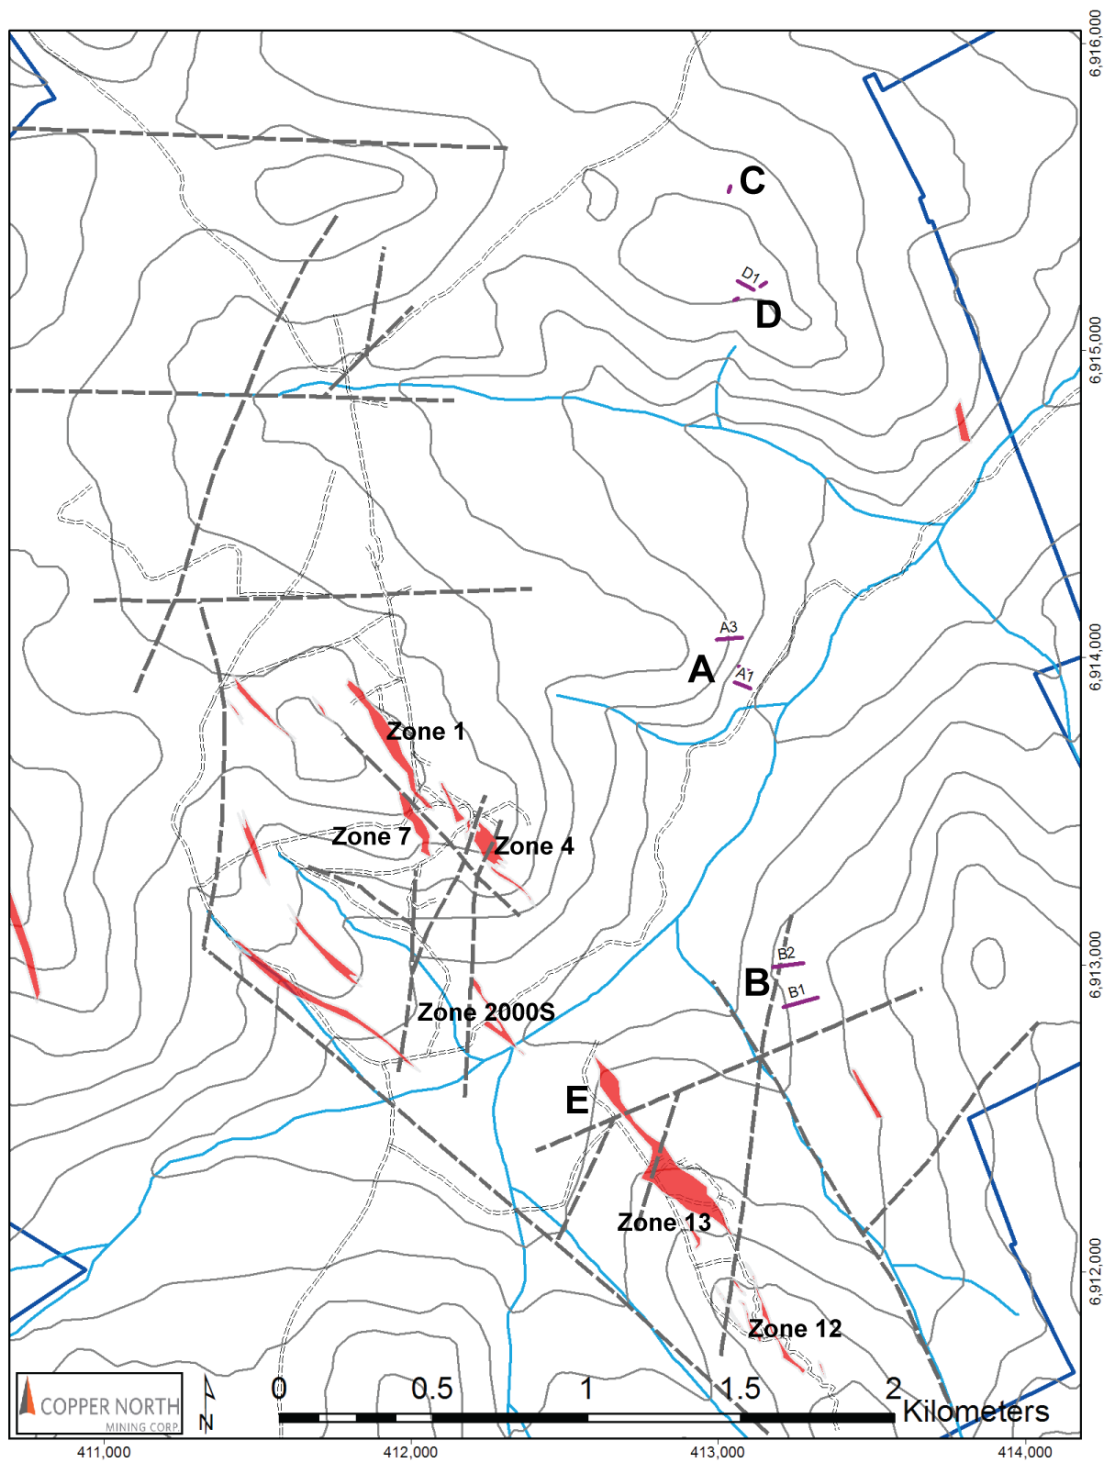 6,916,000
C
D1
D
6,915,000
A3
A
A1
6,914,000
Zone 1
Zone 7
Zone 4
B2
B
B1
6,913,000
Zone 2000S
E
Zone 13
6,912,000
Zone 12
COPPER NORTH
MINING CORP.
N
0 0.5 1 1.5 2
Kilometers
411,000 412,000 413,000 414,000